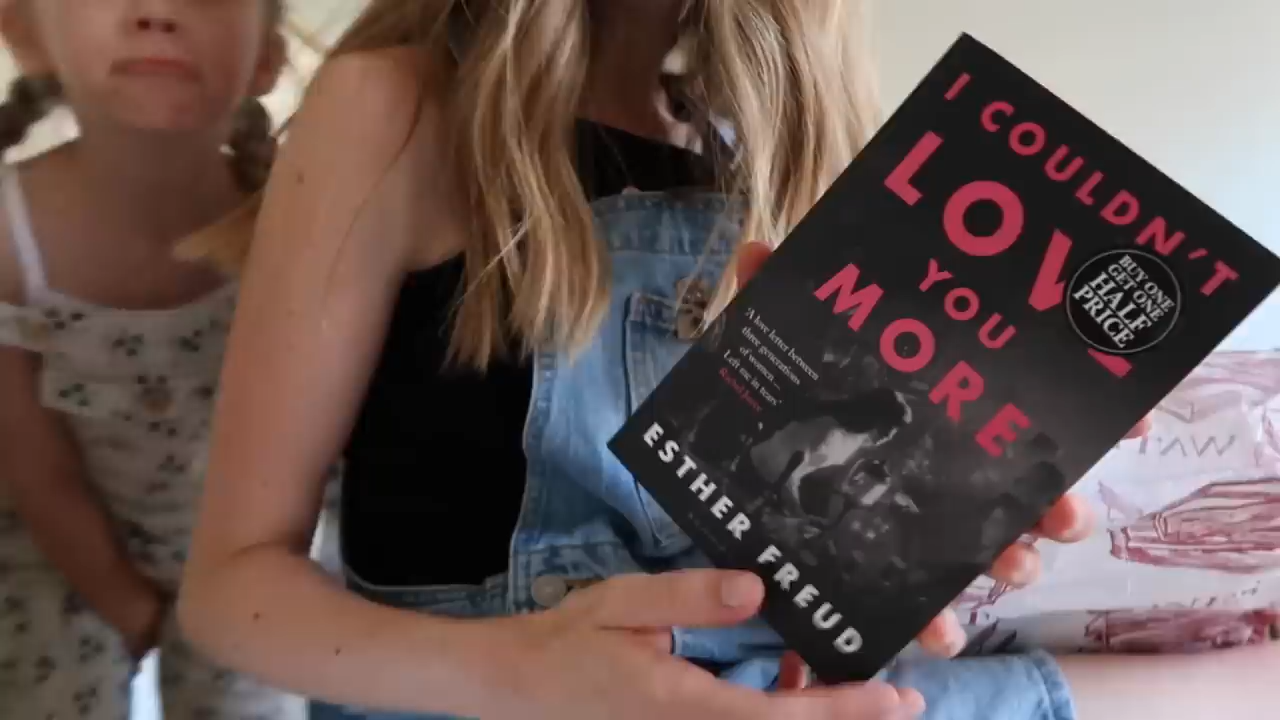 I COULDN'T
LOVE
YOU
MORE
BUY ONE
GET ONE
HALF
PRICE
'A love letter between
three generations
of women...
Left me in tears'
Rachel Joyce
ESTHER FREUD